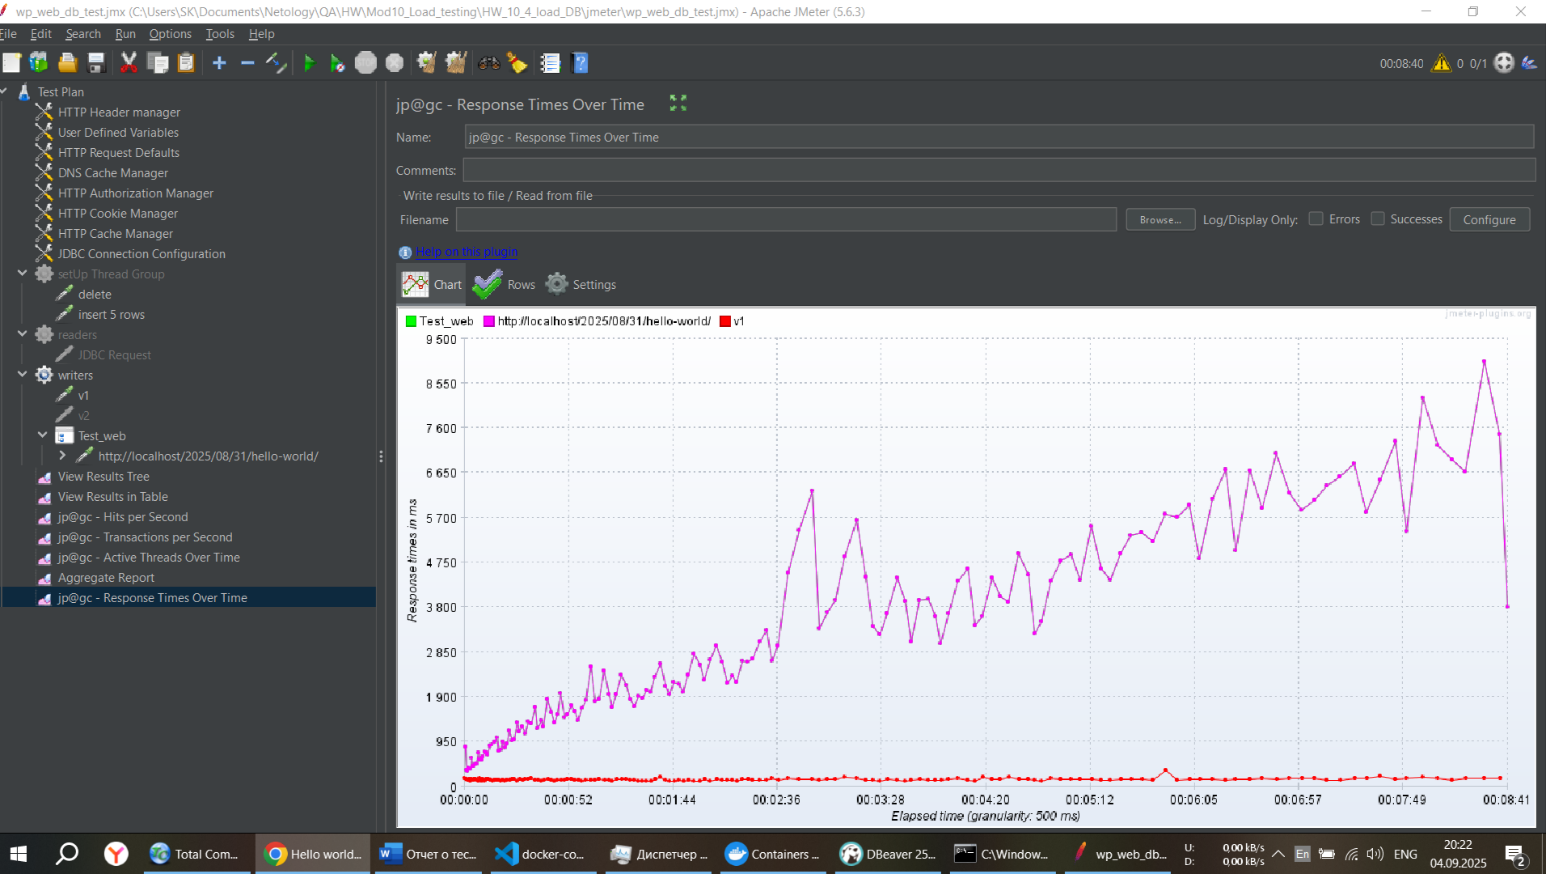 wp_web_db_test.jmx (C:\Users\SK\Documents\Netology\QA\HW\Mod10_Load_testing\HW_10_4_load_DB\jmeter\wp_web_db_test.jmx) - Apache JMeter (5.6.3)
File Edit Search Run Options Tools Help
00:08:40 0 0/1
Test Plan
HTTP Header manager
User Defined Variables
HTTP Request Defaults
DNS Cache Manager
HTTP Authorization Manager
HTTP Cookie Manager
HTTP Cache Manager
JDBC Connection Configuration
setUp Thread Group
delete
insert 5 rows
readers
JDBC Request
writers
v1
v2
Test_web
http://localhost/2025/08/31/hello-world/
View Results Tree
View Results in Table
jp@gc - Hits per Second
jp@gc - Transactions per Second
jp@gc - Active Threads Over Time
Aggregate Report
jp@gc - Response Times Over Time
jp@gc - Response Times Over Time
Name: jp@gc - Response Times Over Time
Comments:
Write results to file / Read from file
Filename Browse... Log/Display Only: Errors Successes Configure
Help on this plugin
Chart Rows Settings
Test_web http://localhost/2025/08/31/hello-world/ v1
jmeter-plugins.org
9 500
8 550
7 600
6 650
5 700
4 750
3 800
2 850
1 900
950
0
Response times in ms
00:00:00 00:00:52 00:01:44 00:02:36 00:03:28 00:04:20 00:05:12 00:06:05 00:06:57 00:07:49 00:08:41
Elapsed time (granularity: 500 ms)
Total Com... Hello world... Отчет о тес... docker-co... Диспетчер ... Containers ... DBeaver 25... C:\Window... wp_web_db...
U: 0,00 kB/s
D: 0,00 kB/s
En ENG
20:22
04.09.2025
2